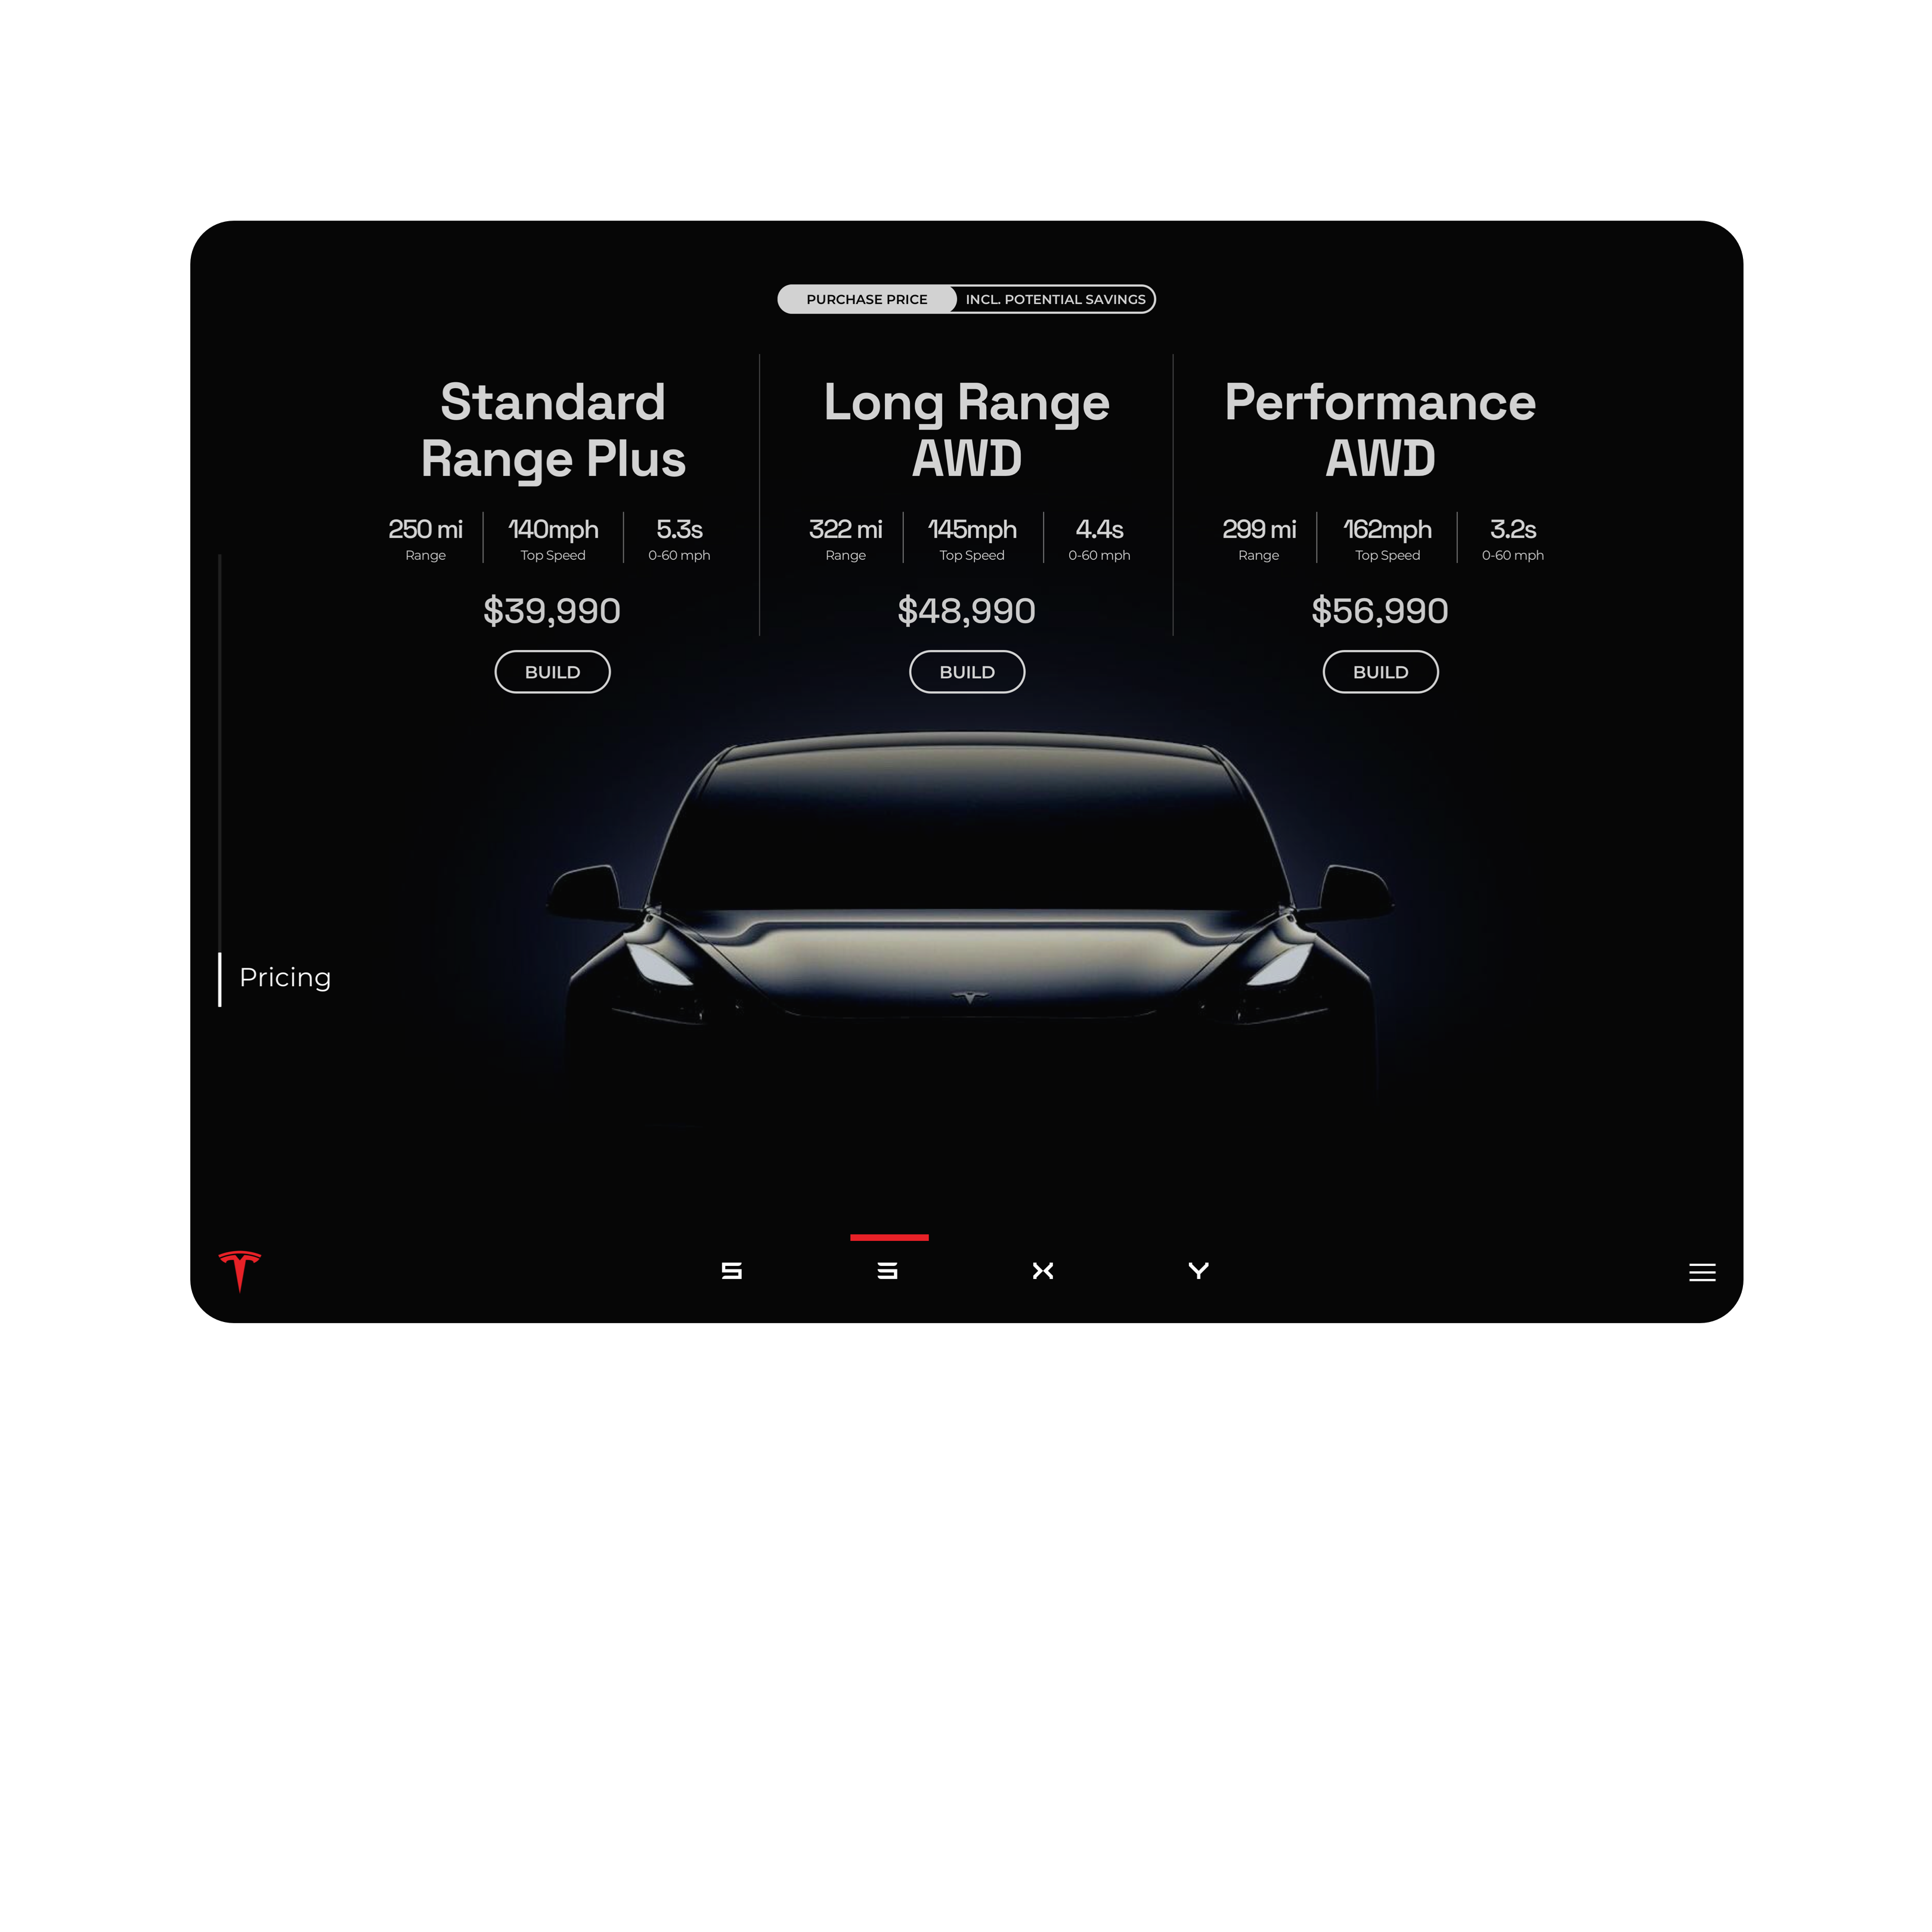 PURCHASE PRICE INCL. POTENTIAL SAVINGS
Standard
Range Plus
250 mi 140mph 5.3s
Range Top Speed 0-60 mph
$39,990
BUILD
Long Range
AWD
322 mi 145mph 4.4s
Range Top Speed 0-60 mph
$48,990
BUILD
Performance
AWD
299 mi 162mph 3.2s
Range Top Speed 0-60 mph
$56,990
BUILD
Pricing
S 3 X Y